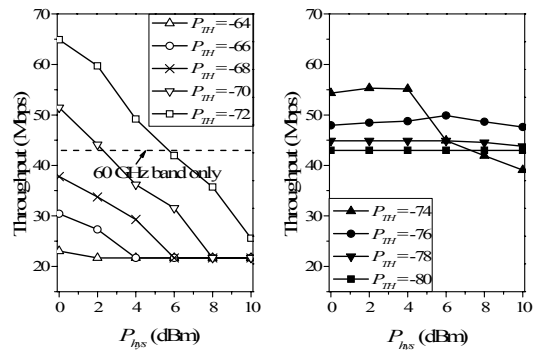 70
60
50
40
30
20
Throughput (Mbps)
P_TH=-64
P_TH=-66
P_TH=-68
P_TH=-70
P_TH=-72
60 GHz band only
0 2 4 6 8 10
P_hys (dBm)
70
60
50
40
30
20
Throughput (Mbps)
P_TH=-74
P_TH=-76
P_TH=-78
P_TH=-80
0 2 4 6 8 10
P_hys (dBm)